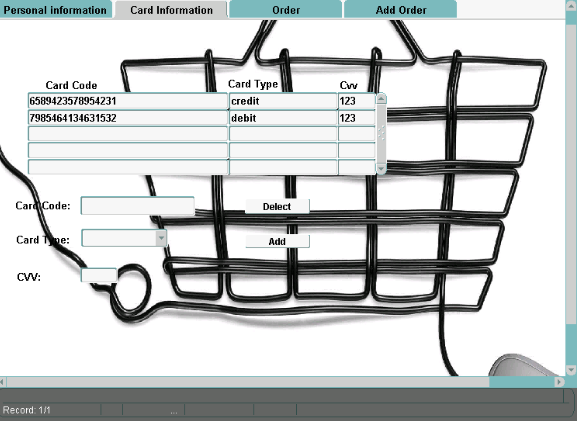 Personal information Card Information Order Add Order
Card Code Card Type Cvv
6589423578954231 credit 123
7985464134631532 debit 123
Card Code: Delect
Card Type: Add
CVV:
Record: 1/1 ...